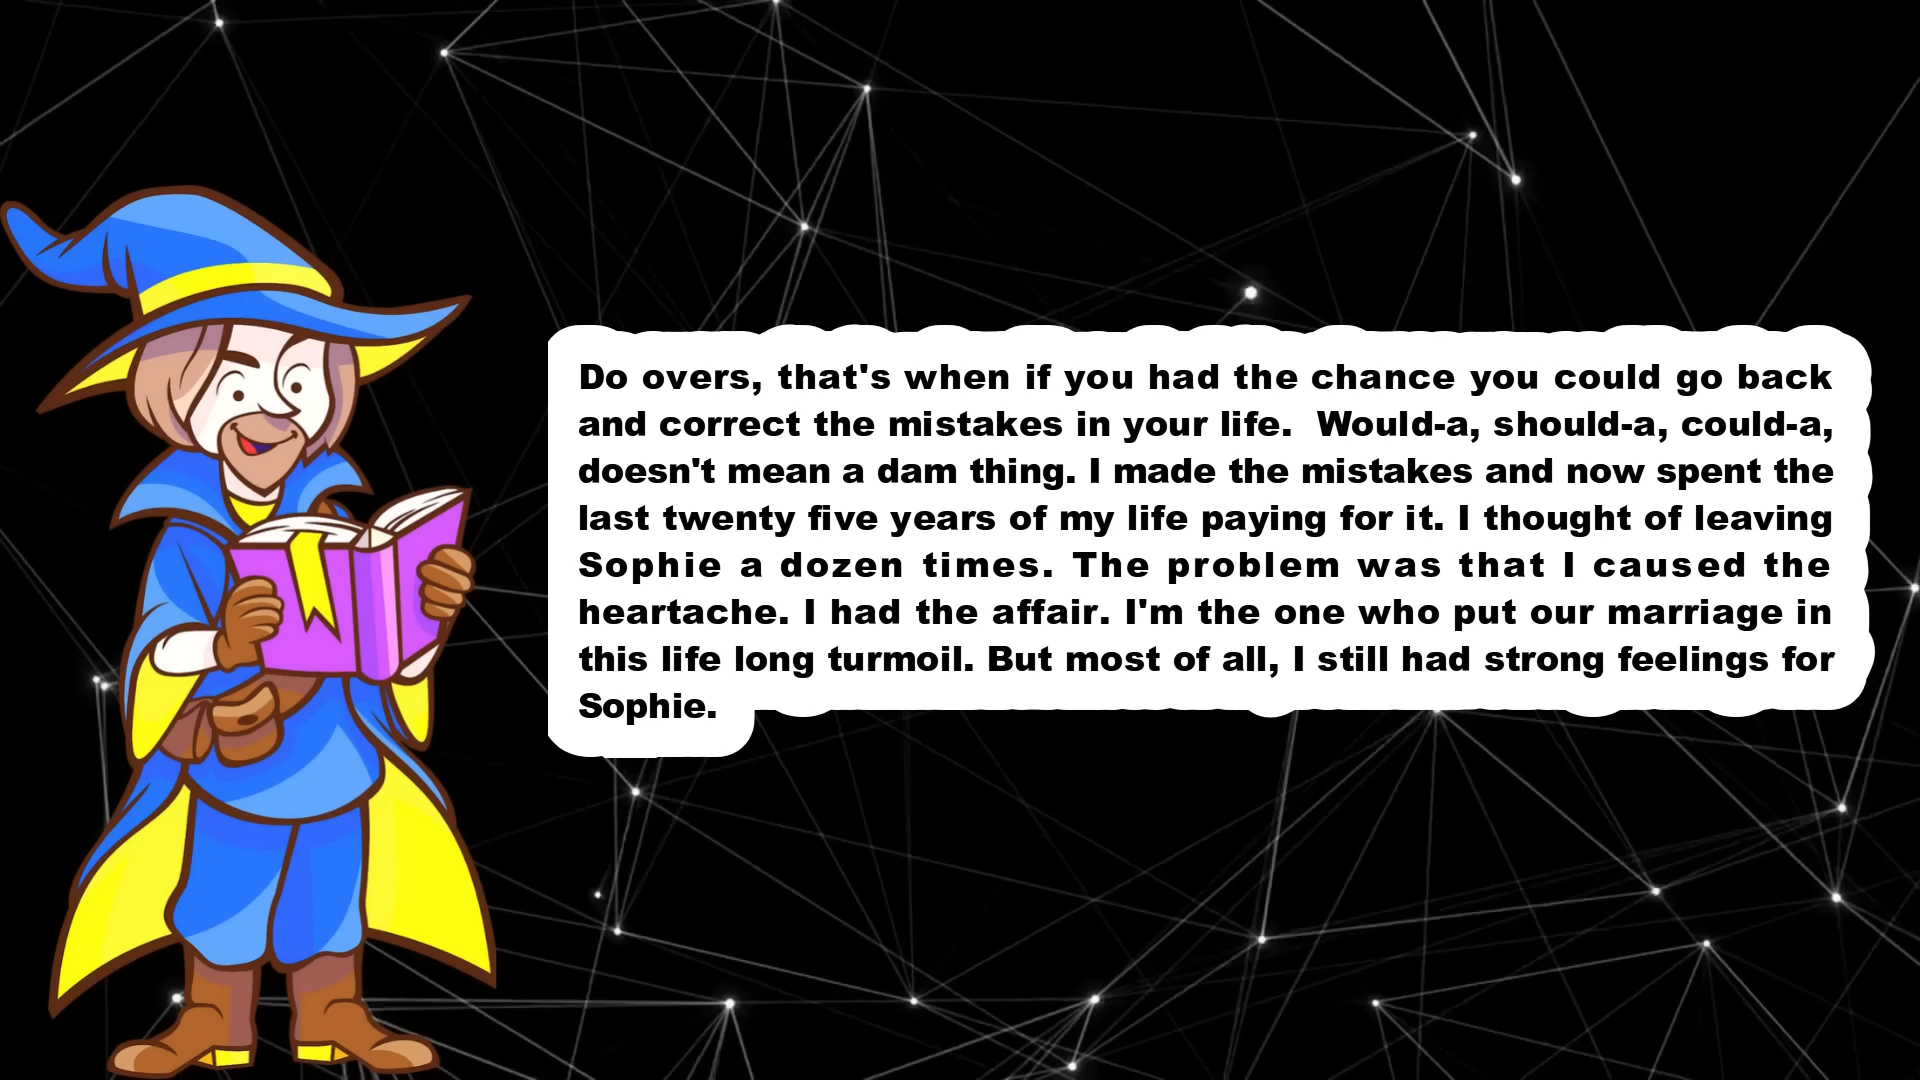 Do overs, that's when if you had the chance you could go back
and correct the mistakes in your life.  Would-a, should-a, could-a,
doesn't mean a dam thing. I made the mistakes and now spent the
last twenty five years of my life paying for it. I thought of leaving
Sophie a dozen times. The problem was that I caused the
heartache. I had the affair. I'm the one who put our marriage in
this life long turmoil. But most of all, I still had strong feelings for
Sophie.